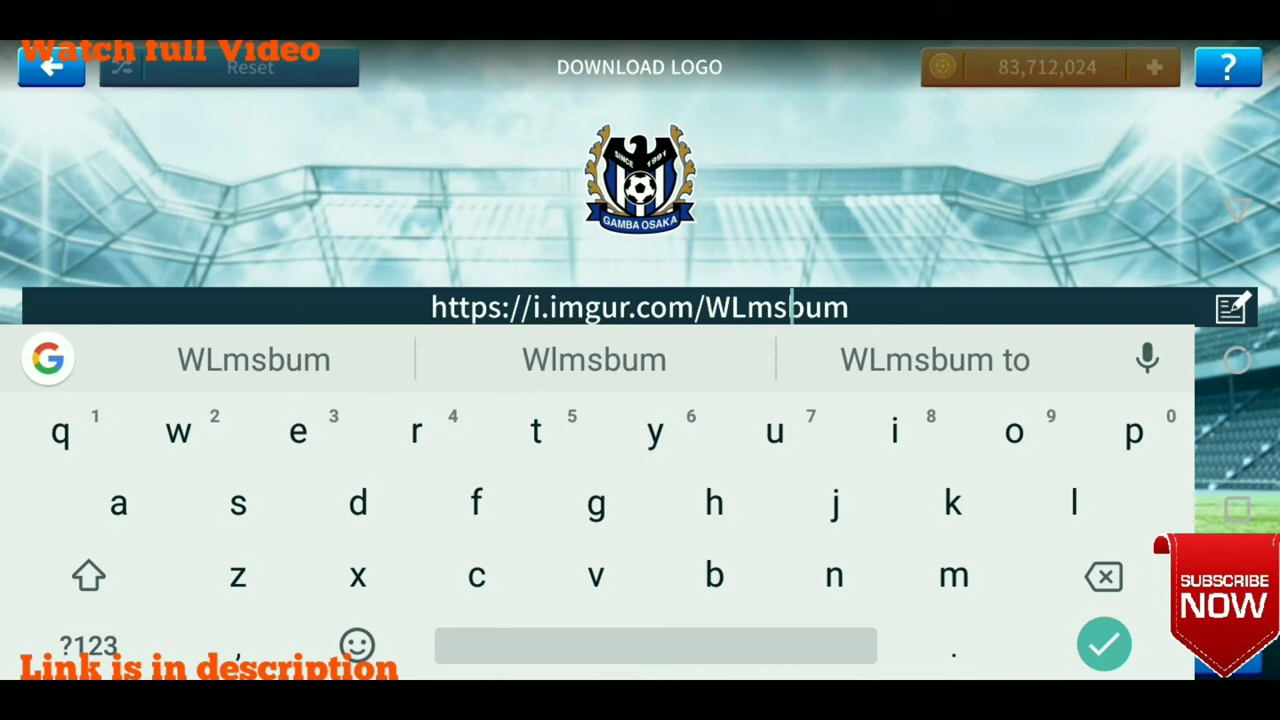 Watch full Video
Reset
DOWNLOAD LOGO
83,712,024
+
?
SINCE 1991
GAMBA OSAKA
https://i.imgur.com/WLmsbum
G
WLmsbum
Wlmsbum
WLmsbum to
q 1 w 2 e 3 r 4 t 5 y 6 u 7 i 8 o 9 p 0
a s d f g h j k l
z x c v b n m
?123 , .
SUBSCRIBE
NOW
Link is in description